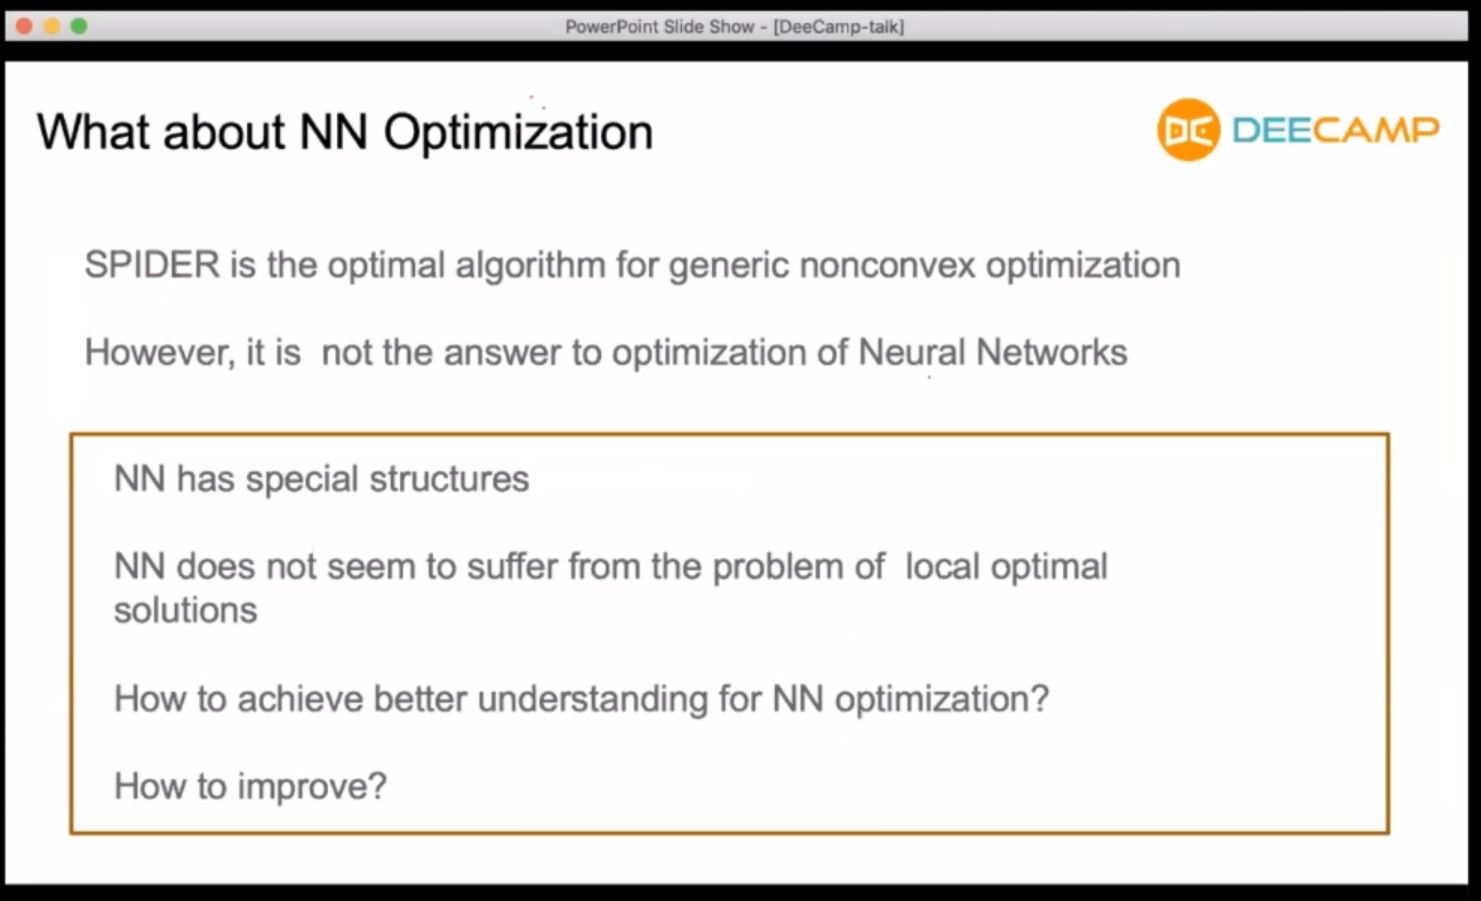 PowerPoint Slide Show - [DeeCamp-talk]
What about NN Optimization
DEECAMP
SPIDER is the optimal algorithm for generic nonconvex optimization
However, it is not the answer to optimization of Neural Networks
NN has special structures
NN does not seem to suffer from the problem of local optimal
solutions
How to achieve better understanding for NN optimization?
How to improve?